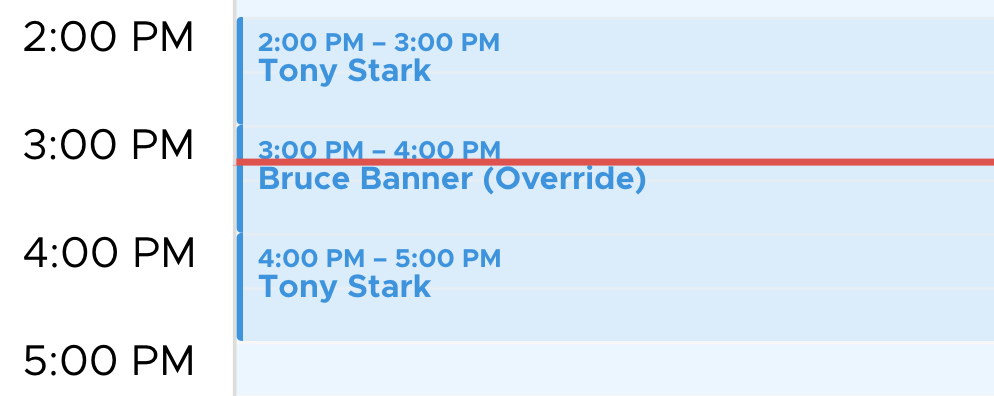 2:00 PM
2:00 PM – 3:00 PM
Tony Stark
3:00 PM
3:00 PM – 4:00 PM
Bruce Banner (Override)
4:00 PM
4:00 PM – 5:00 PM
Tony Stark
5:00 PM